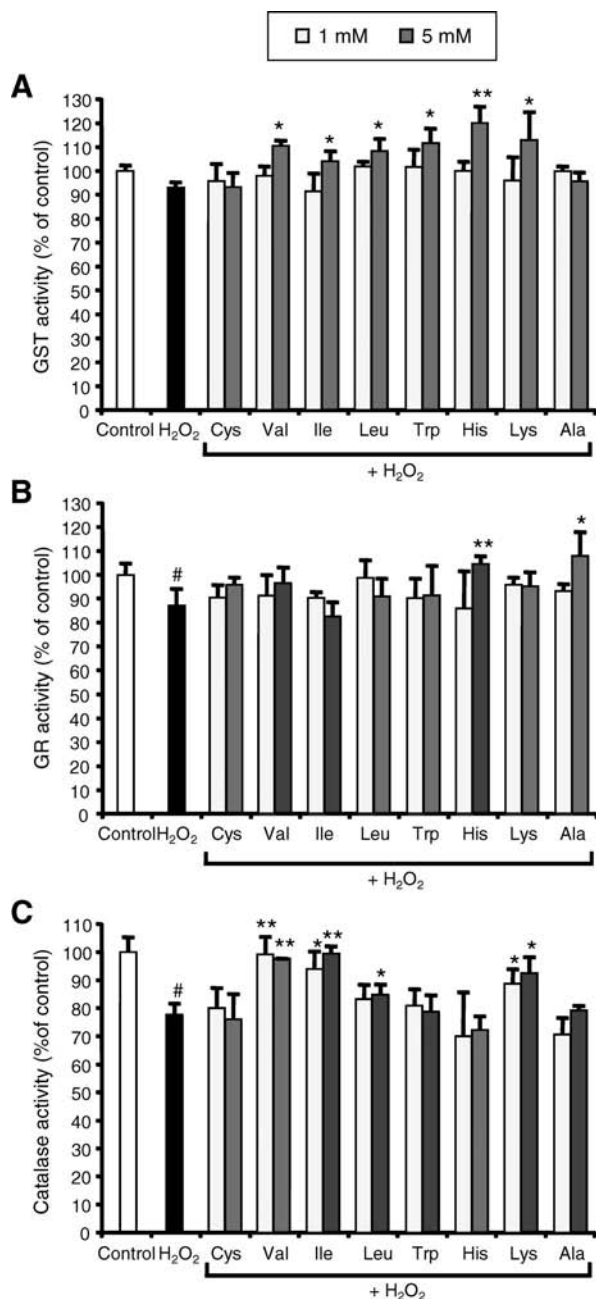 1 mM 5 mM
A
GST activity (% of control)
130
120
110
100
90
80
70
60
50
40
30
20
10
0
* * * * ** *
Control H₂O₂ Cys Val Ile Leu Trp His Lys Ala
+ H₂O₂
B
GR activity (% of control)
130
120
110
100
90
80
70
60
50
40
30
20
10
0
# ** *
Control H₂O₂ Cys Val Ile Leu Trp His Lys Ala
+ H₂O₂
C
Catalase activity (%of control)
110
100
90
80
70
60
50
40
30
20
10
0
# ** ** * ** * * *
Control H₂O₂ Cys Val Ile Leu Trp His Lys Ala
+ H₂O₂